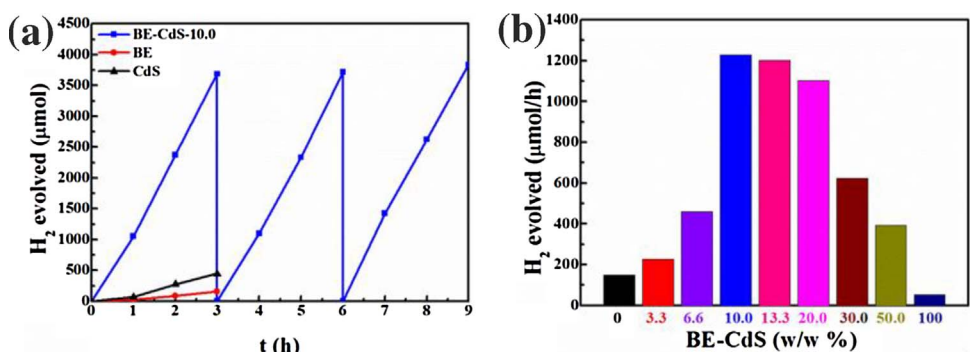 (a)
4500
4000
3500
3000
2500
2000
1500
1000
500
0
H2 evolved (μmol)
BE-CdS-10.0
BE
CdS
0 1 2 3 4 5 6 7 8 9
t (h)
(b)
1400
1200
1000
800
600
400
200
0
H2 evolved (μmol/h)
0 3.3 6.6 10.0 13.3 20.0 30.0 50.0 100
BE-CdS (w/w %)